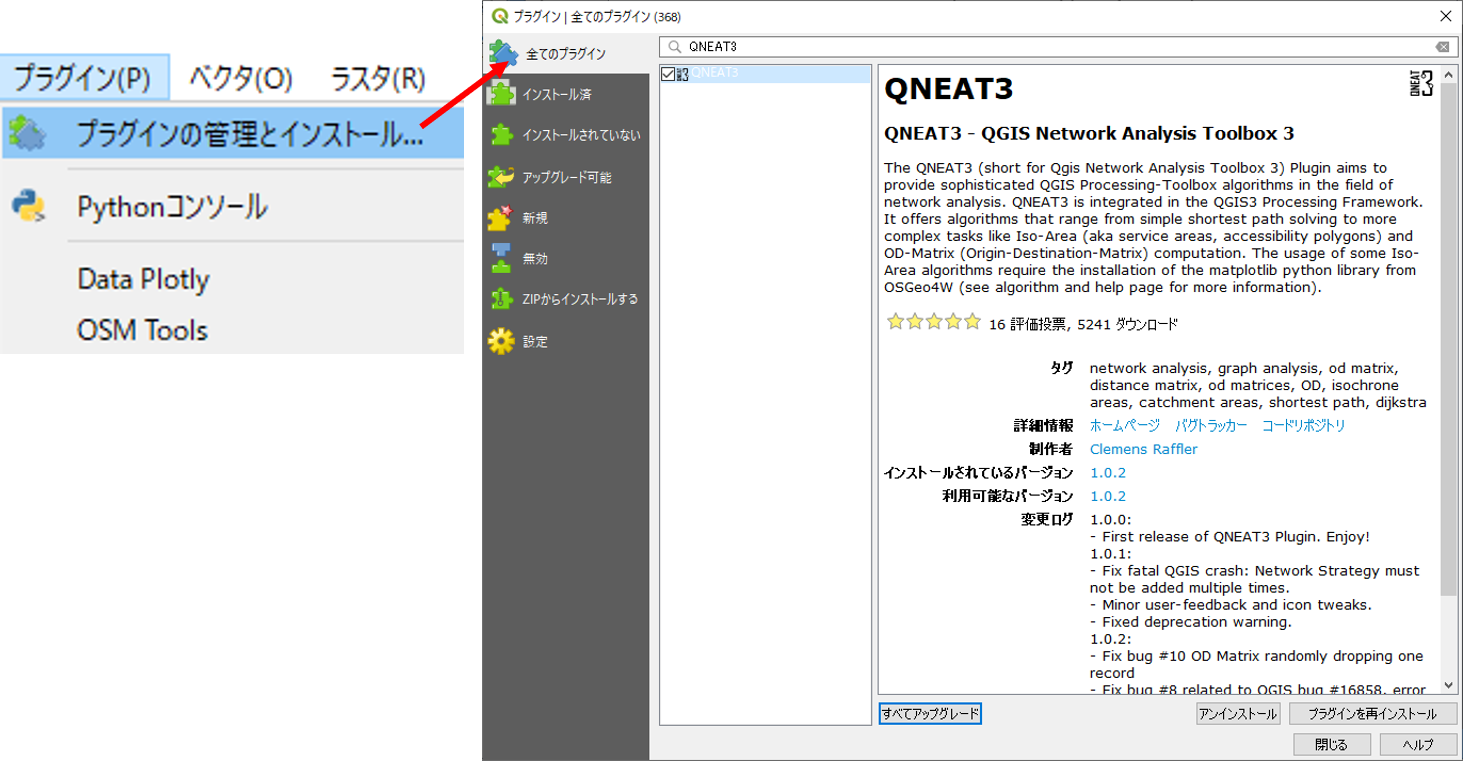 プラグイン(P) ベクタ(O) ラスタ(R)
プラグインの管理とインストール...
Pythonコンソール
Data Plotly
OSM Tools
プラグイン | 全てのプラグイン (368)
全てのプラグイン
インストール済
インストールされていない
アップグレード可能
新規
無効
ZIPからインストールする
設定
QNEAT3
QNEAT3
QNEAT3
QNEAT3 - QGIS Network Analysis Toolbox 3
The QNEAT3 (short for Qgis Network Analysis Toolbox 3) Plugin aims to
provide sophisticated QGIS Processing-Toolbox algorithms in the field of
network analysis. QNEAT3 is integrated in the QGIS3 Processing Framework.
It offers algorithms that range from simple shortest path solving to more
complex tasks like Iso-Area (aka service areas, accessibility polygons) and
OD-Matrix (Origin-Destination-Matrix) computation. The usage of some Iso-
Area algorithms require the installation of the matplotlib python library from
OSGeo4W (see algorithm and help page for more information).
16 評価投票, 5241 ダウンロード
タグ network analysis, graph analysis, od matrix,
distance matrix, od matrices, OD, isochrone
areas, catchment areas, shortest path, dijkstra
詳細情報 ホームページ バグトラッカー コードリポジトリ
制作者 Clemens Raffler
インストールされているバージョン 1.0.2
利用可能なバージョン 1.0.2
変更ログ 1.0.0:
- First release of QNEAT3 Plugin. Enjoy!
1.0.1:
- Fix fatal QGIS crash: Network Strategy must
not be added multiple times.
- Minor user-feedback and icon tweaks.
- Fixed deprecation warning.
1.0.2:
- Fix bug #10 OD Matrix randomly dropping one
record
- Fix bug #8 related to QGIS bug #16858, error
QNEAT3
すべてアップグレード アンインストール プラグインを再インストール
閉じる ヘルプ